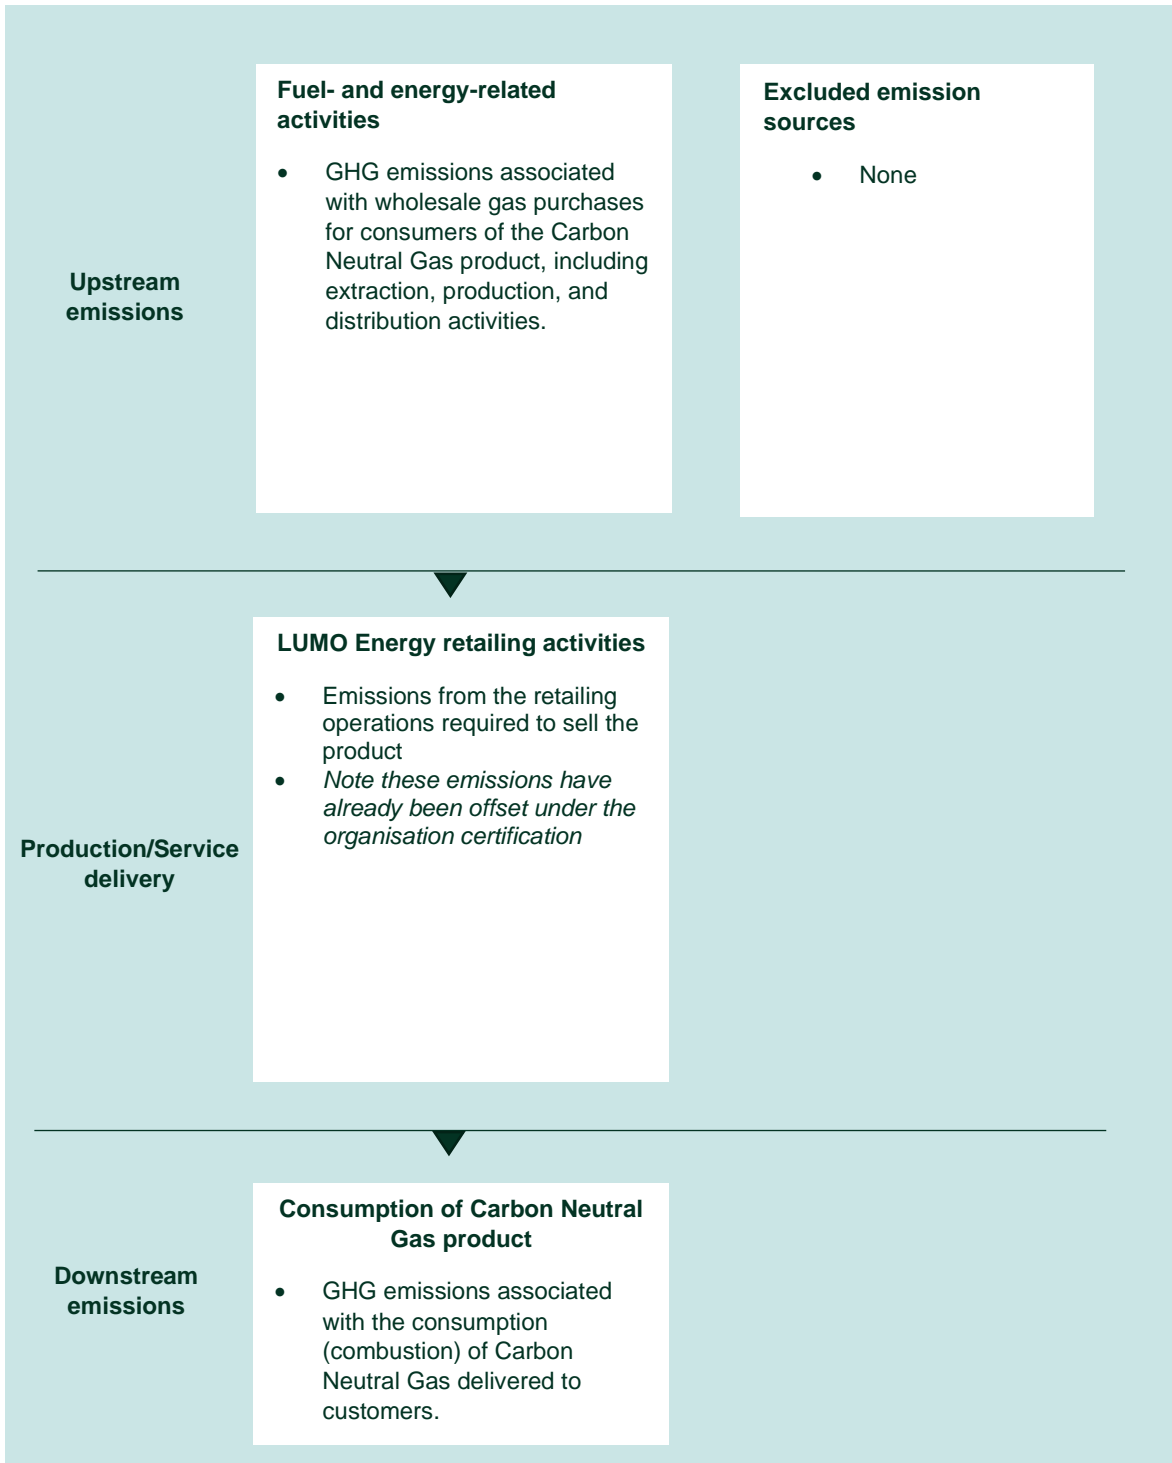 Upstream
emissions
Fuel- and energy-related
activities
• GHG emissions associated
with wholesale gas purchases
for consumers of the Carbon
Neutral Gas product, including
extraction, production, and
distribution activities.
Excluded emission
sources
• None
Production/Service
delivery
LUMO Energy retailing activities
• Emissions from the retailing
operations required to sell the
product
• Note these emissions have
already been offset under the
organisation certification
Downstream
emissions
Consumption of Carbon Neutral
Gas product
• GHG emissions associated
with the consumption
(combustion) of Carbon
Neutral Gas delivered to
customers.